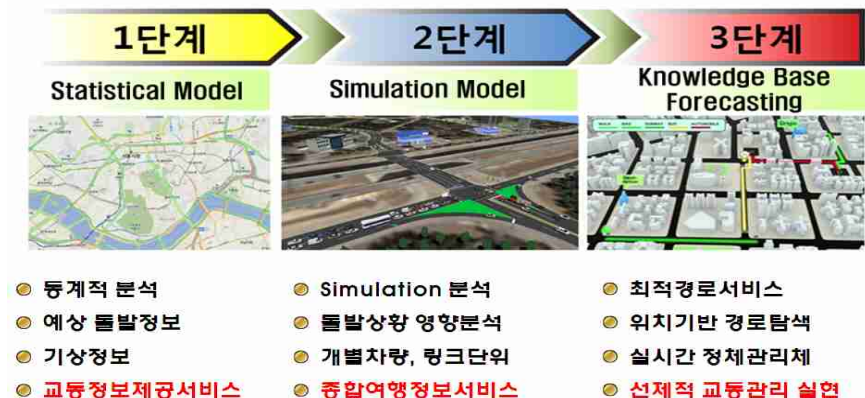 1단계
2단계
3단계
Statistical Model
Simulation Model
Knowledge Base
Forecasting
통계적 분석
예상 돌발정보
기상정보
교통정보제공서비스
Simulation 분석
돌발상황 영향분석
개별차량, 링크단위
종합여행정보서비스
최적경로서비스
위치기반 경로탐색
실시간 정체관리체
선제적 교통관리 실현